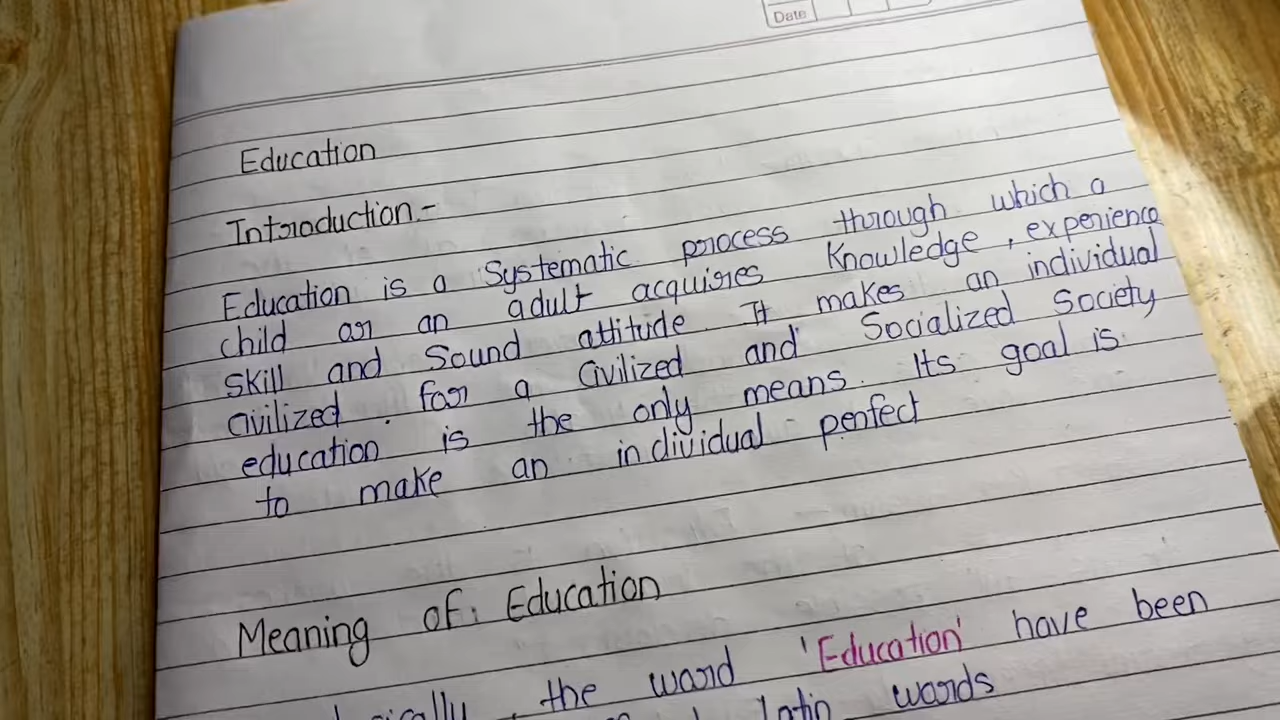 Date
Education
Introduction:-
Education is a Systematic process through which a
child or an adult acquires Knowledge, experience
skill and Sound attitude. It makes an individual
civilized. for a Civilized and Socialized Society
education is the only means. Its goal is
to make an individual perfect
Meaning of: Education
the word 'Education' have been
latin words